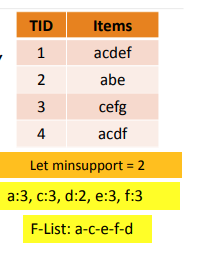 TID Items
1 acdef
2 abe
3 cefg
4 acdf
Let minsupport = 2
a:3, c:3, d:2, e:3, f:3
F-List: a-c-e-f-d